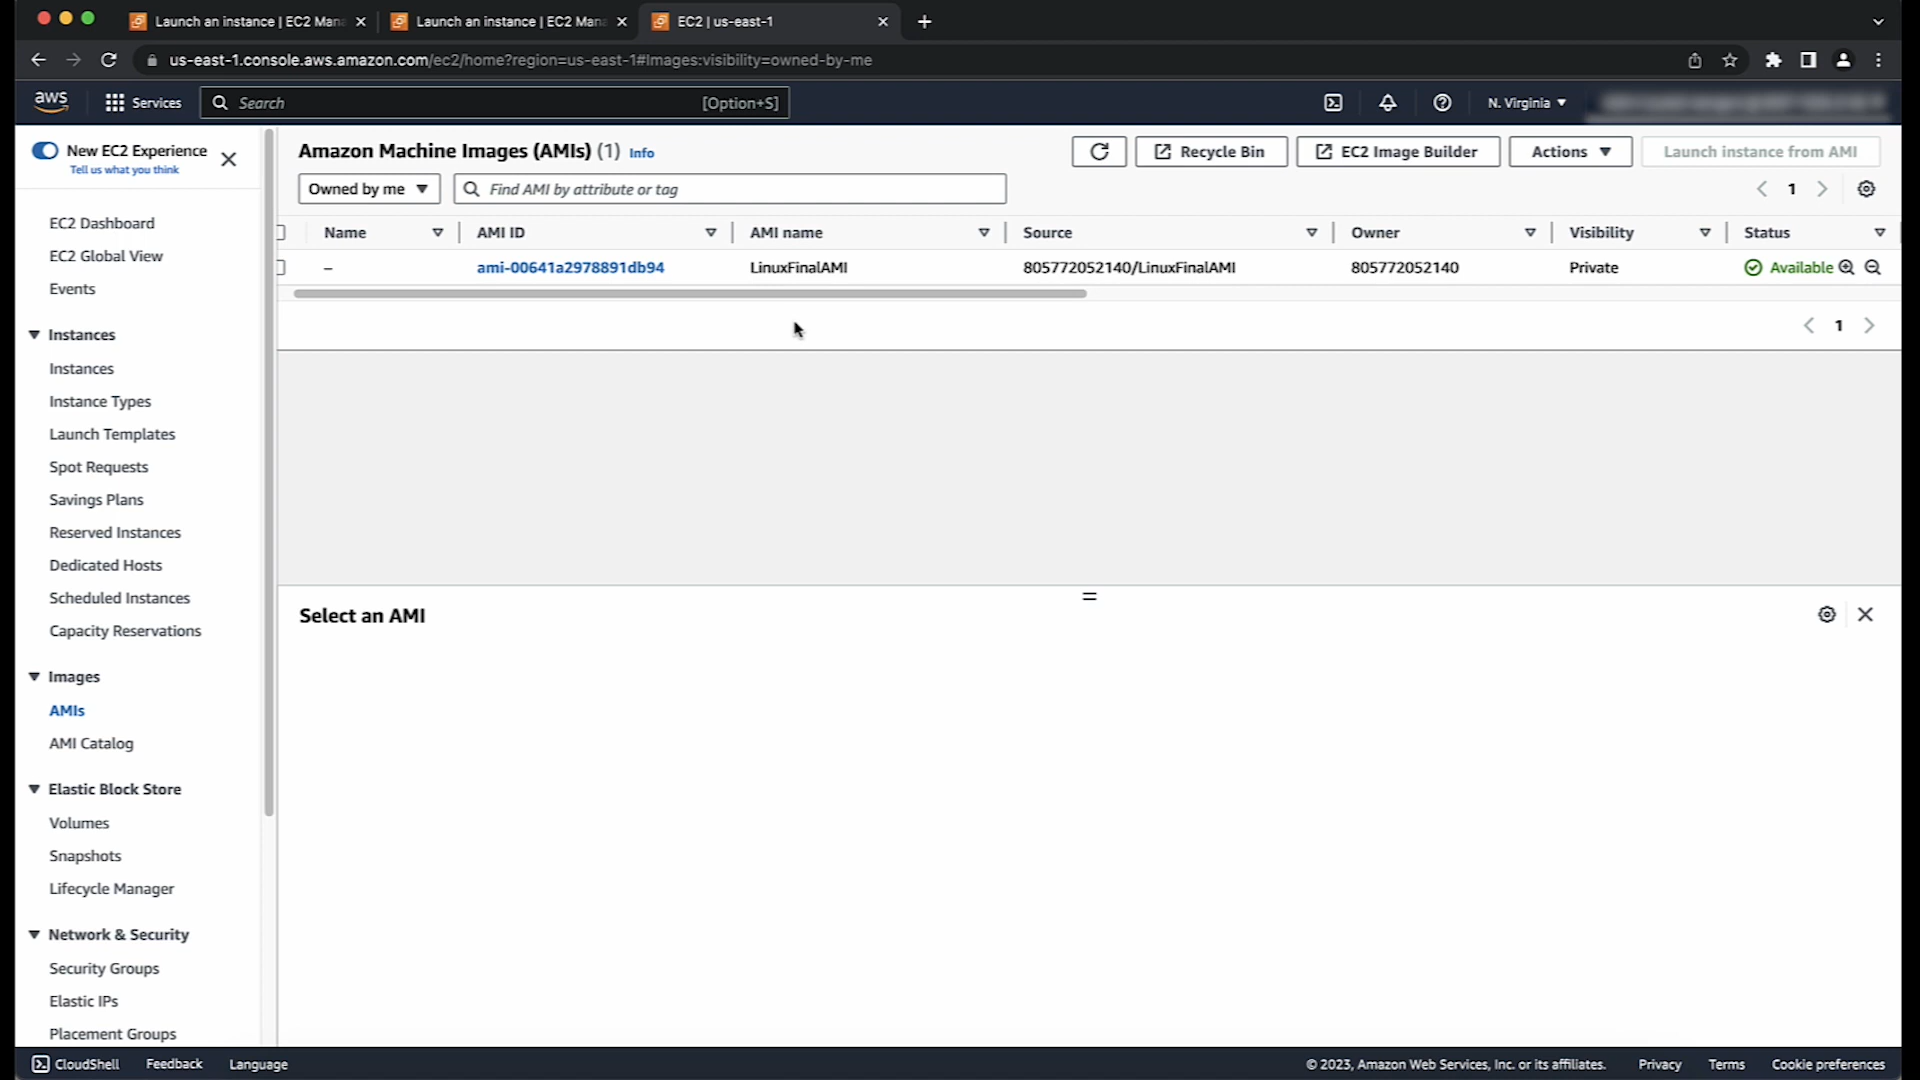 Launch an instance | EC2 Mana
Launch an instance | EC2 Mana
EC2 | us-east-1
us-east-1.console.aws.amazon.com/ec2/home?region=us-east-1#Images:visibility=owned-by-me
aws
Services
Search
[Option+S]
N. Virginia
New EC2 Experience
Tell us what you think
EC2 Dashboard
EC2 Global View
Events
Instances
Instances
Instance Types
Launch Templates
Spot Requests
Savings Plans
Reserved Instances
Dedicated Hosts
Scheduled Instances
Capacity Reservations
Images
AMIs
AMI Catalog
Elastic Block Store
Volumes
Snapshots
Lifecycle Manager
Network & Security
Security Groups
Elastic IPs
Placement Groups
Amazon Machine Images (AMIs) (1) Info
Recycle Bin
EC2 Image Builder
Actions
Launch instance from AMI
Owned by me
Find AMI by attribute or tag
1
Name AMI ID AMI name Source Owner Visibility Status
– ami-00641a2978891db94 LinuxFinalAMI 805772052140/LinuxFinalAMI 805772052140 Private Available
1
Select an AMI
CloudShell Feedback Language © 2023, Amazon Web Services, Inc. or its affiliates. Privacy Terms Cookie preferences